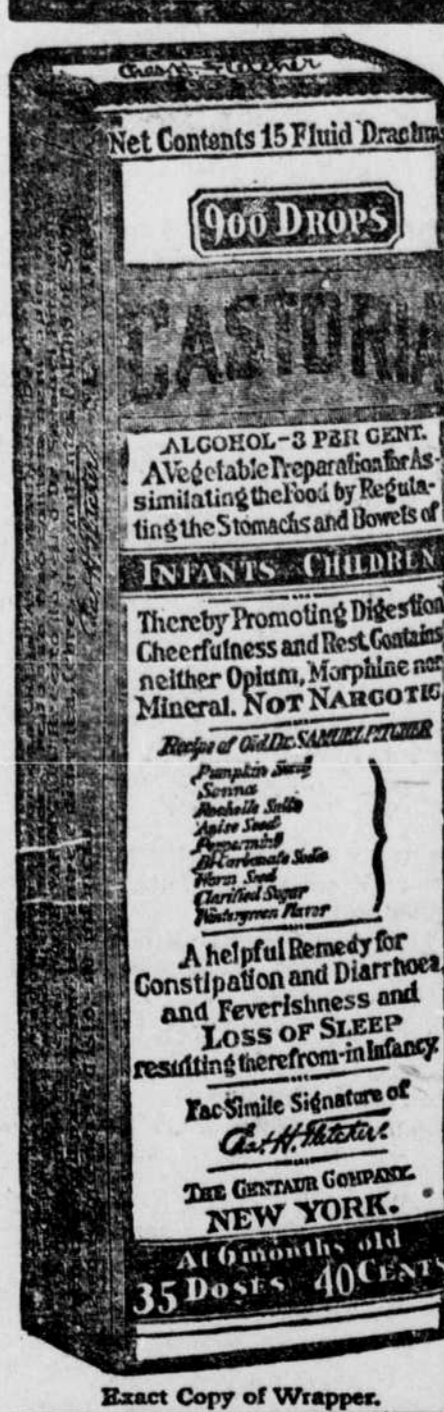 Chas. H. Fletcher
Net Contents 15 Fluid Drachm
900 DROPS
CASTORIA
ALCOHOL-3 PER CENT.
A Vegetable Preparation for As-
similating the Food by Regula-
ting the Stomachs and Bowels of
INFANTS CHILDREN
Thereby Promoting Digestion
Cheerfulness and Rest. Contains
neither Opium, Morphine nor
Mineral. NOT NARCOTIC
Recipe of Old Dr. SAMUEL PITCHER
Pumpkin Seed
Senna
Rochelle Salts
Anise Seed
Peppermint
Bi-Carbonate Soda
Worm Seed
Clarified Sugar
Wintergreen Flavor
A helpful Remedy for
Constipation and Diarrhoea,
and Feverishness and
LOSS OF SLEEP
resulting therefrom-in Infancy.
Fac-Simile Signature of
Chas. H. Fletcher.
THE CENTAUR COMPANY.
NEW YORK.
At 6 months old
35 DOSES 40 CENTS
Exact Copy of Wrapper.